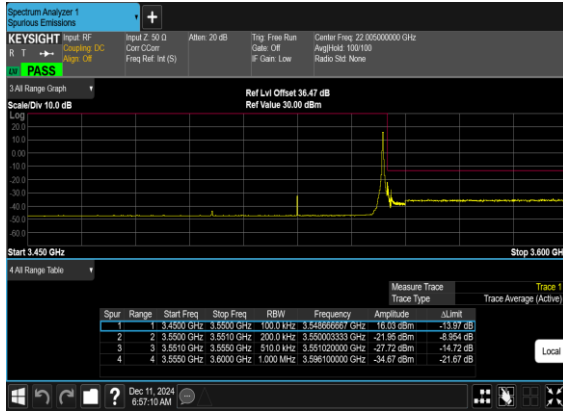 Spectrum Analyzer 1
Spurious Emissions
KEYSIGHT Input: RF Input Z: 50 Ω Atten: 20 dB Trig: Free Run Center Freq: 22.005000000 GHz
R T Coupling: DC Corr CCorr Gate: Off Avg|Hold: 100/100
Align: Off Freq Ref: Int (S) IF Gain: Low Radio Std: None
PASS
3 All Range Graph
Ref Lvl Offset 36.47 dB
Scale/Div 10.0 dB Ref Value 30.00 dBm
Log
20.0
10.0
0.00
-10.0
-20.0
-30.0
-40.0
-50.0
-60.0
Start 3.450 GHz Stop 3.600 GH
4 All Range Table
Measure Trace Trace 1
Trace Type Trace Average (Active)
Spur Range Start Freq Stop Freq RBW Frequency Amplitude ΔLimit
1 1 3.4500 GHz 3.5500 GHz 100.0 kHz 3.548666667 GHz 16.03 dBm -13.97 dB
2 2 3.5500 GHz 3.5510 GHz 200.0 kHz 3.550003333 GHz -21.95 dBm -8.954 dB
3 3 3.5510 GHz 3.5550 GHz 510.0 kHz 3.551020000 GHz -27.72 dBm -14.72 dB
4 4 3.5550 GHz 3.6000 GHz 1.000 MHz 3.596100000 GHz -34.67 dBm -21.67 dB
Local
? Dec 11, 2024
6:57:10 AM